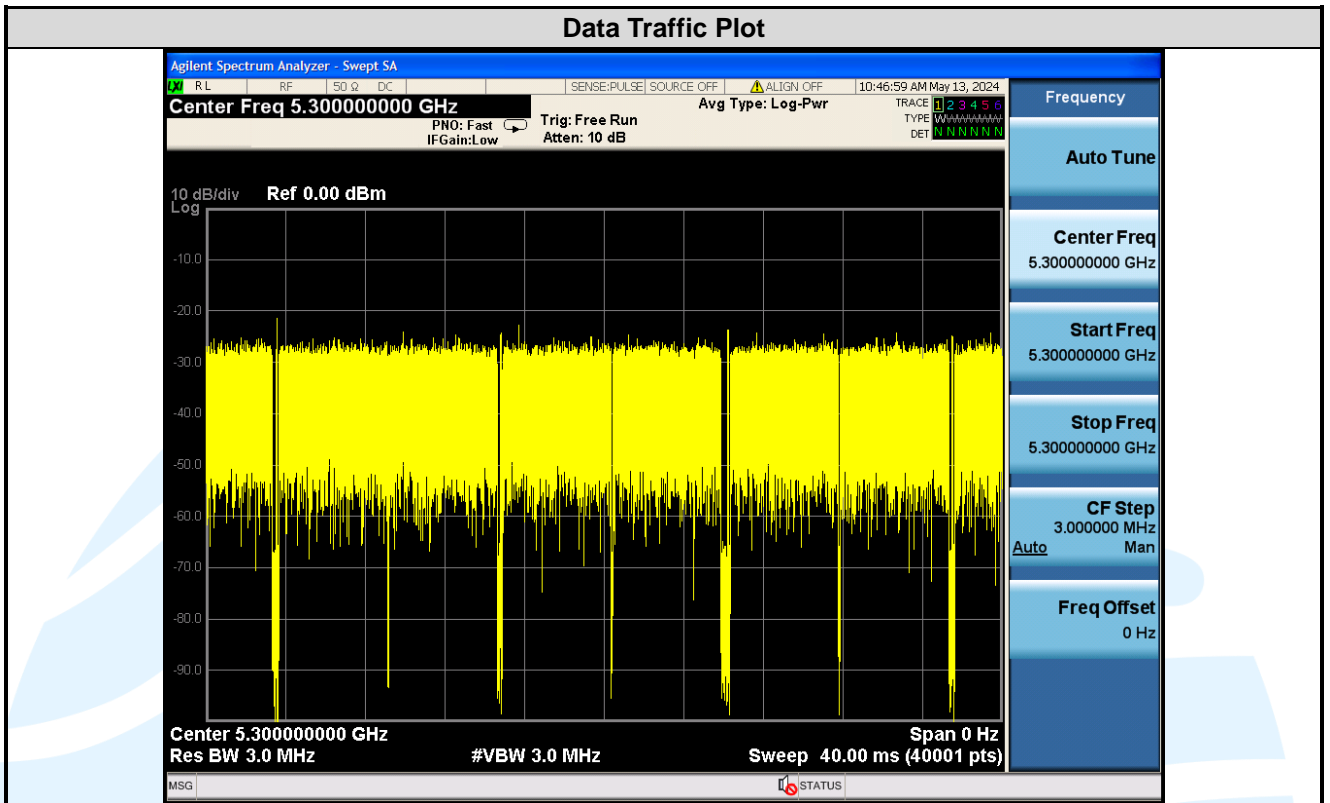 Data Traffic Plot
Agilent Spectrum Analyzer - Swept SA
LXI RL RF 50 Ω DC SENSE:PULSE SOURCE OFF ALIGN OFF 10:46:59 AM May 13, 2024
Center Freq 5.300000000 GHz
PNO: Fast
IFGain:Low
Trig: Free Run
Atten: 10 dB
Avg Type: Log-Pwr
TRACE 1 2 3 4 5 6
TYPE
DET N N N N N N
10 dB/div Ref 0.00 dBm
Log
-10.0
-20.0
-30.0
-40.0
-50.0
-60.0
-70.0
-80.0
-90.0
Center 5.300000000 GHz Span 0 Hz
Res BW 3.0 MHz #VBW 3.0 MHz Sweep 40.00 ms (40001 pts)
MSG STATUS
Frequency
Auto Tune
Center Freq
5.300000000 GHz
Start Freq
5.300000000 GHz
Stop Freq
5.300000000 GHz
CF Step
3.000000 MHz
Auto Man
Freq Offset
0 Hz